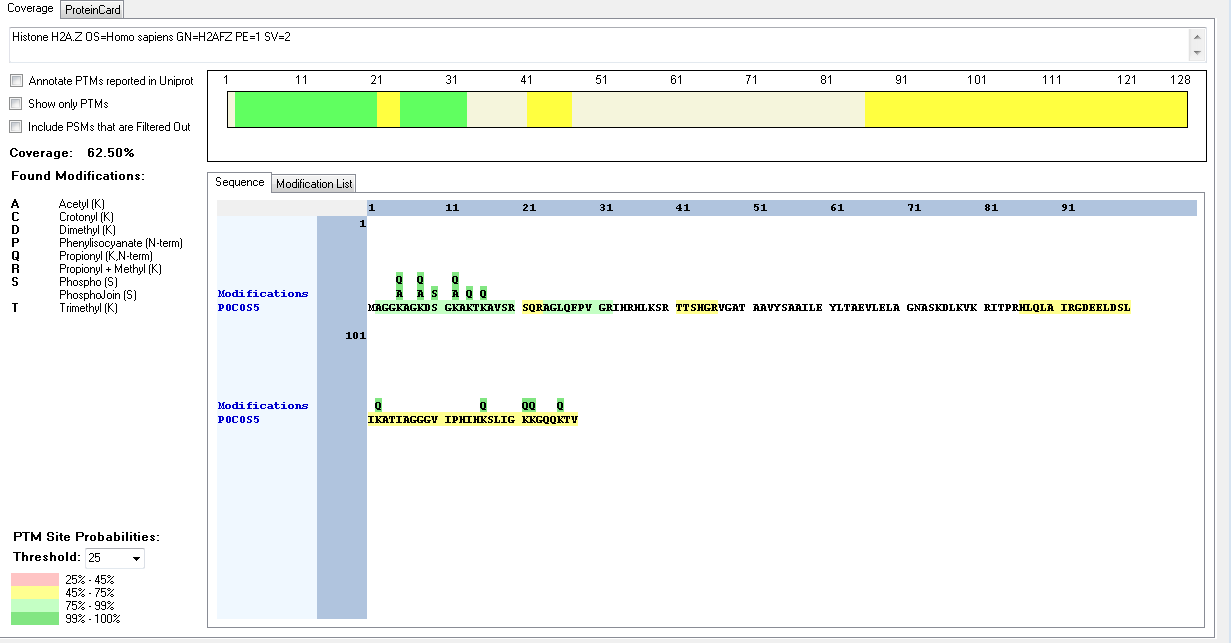 Coverage ProteinCard
Histone H2A.Z OS=Homo sapiens GN=H2AFZ PE=1 SV=2
Annotate PTMs reported in Uniprot
Show only PTMs
Include PSMs that are Filtered Out
1 11 21 31 41 51 61 71 81 91 101 111 121 128
Coverage: 62.50%
Found Modifications:
A Acetyl (K)
C Crotonyl (K)
D Dimethyl (K)
P Phenylisocyanate (N-term)
Q Propionyl (K,N-term)
R Propionyl + Methyl (K)
S Phospho (S)
PhosphoJoin (S)
T Trimethyl (K)
Sequence Modification List
1 11 21 31 41 51 61 71 81 91
1
Q Q Q
Modifications A A S A Q Q
P0C0S5 MAGGKAGKDS GKAKTKAVSR SQRAGLQFPV GRIHRHLKSR TTSHGRVGAT AAVYSAAILE YLTAEVLELA GNASKDLKVK RITPRHLQLA IRGDEELDSL
101
Modifications Q Q QQ Q
P0C0S5 IKATIAGGGV IPHIHKSLIG KKGQQKTV
PTM Site Probabilities:
Threshold: 25
25% - 45%
45% - 75%
75% - 99%
99% - 100%